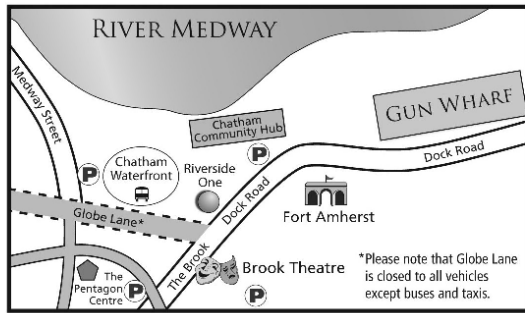 RIVER MEDWAY
Medway Street
GUN WHARF
Chatham
Community Hub
P
Dock Road
P
Chatham
Waterfront
Riverside
One
Dock Road
Fort Amherst
Globe Lane*
The Brook
Brook Theatre
*Please note that Globe Lane
is closed to all vehicles
except buses and taxis.
The
Pentagon
Centre
P
P